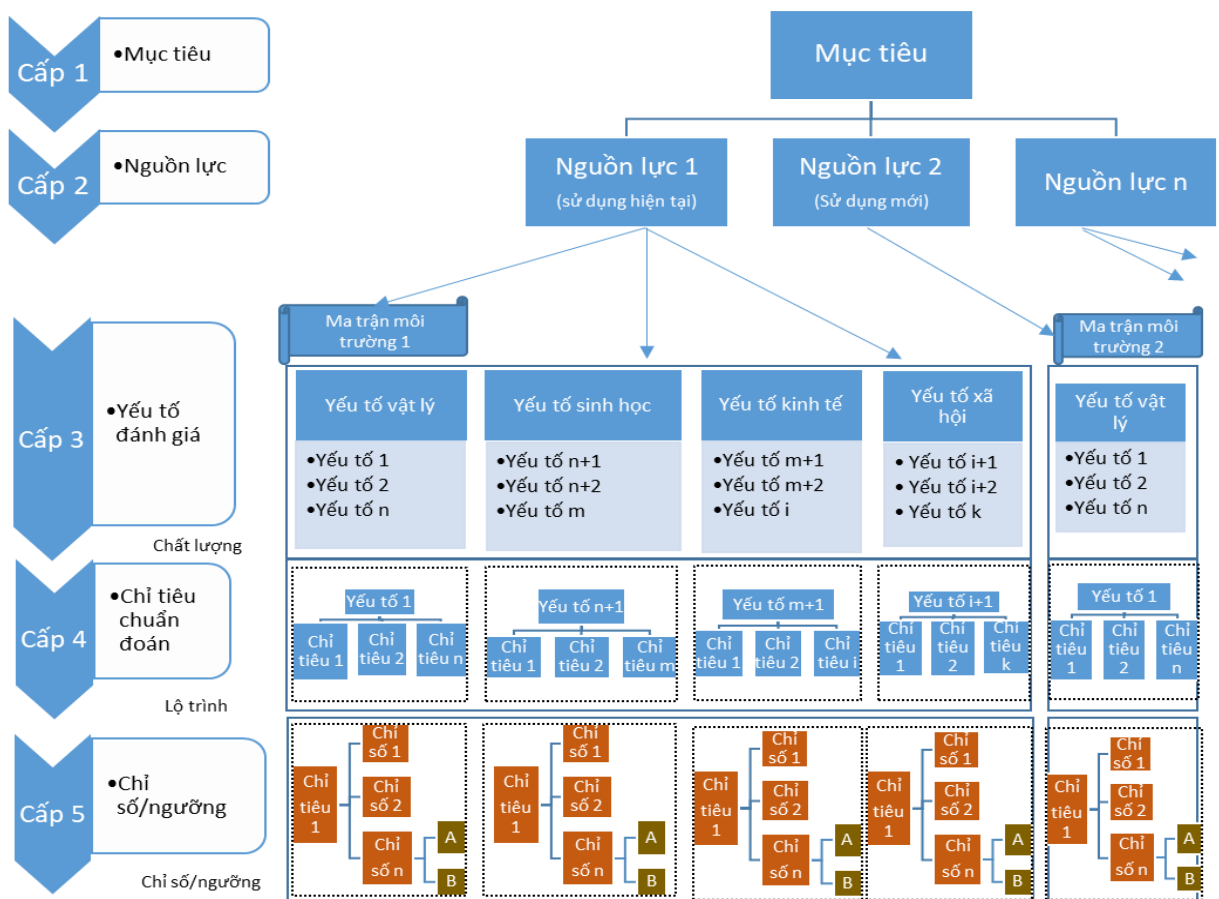 Cấp 1
•Mục tiêu
Mục tiêu
Cấp 2
•Nguồn lực
Nguồn lực 1
(sử dụng hiện tại)
Nguồn lực 2
(Sử dụng mới)
Nguồn lực n
Ma trận môi
trường 1
Ma trận môi
trường 2
Cấp 3
•Yếu tố
đánh giá
Chất lượng
Yếu tố vật lý
•Yếu tố 1
•Yếu tố 2
•Yếu tố n
Yếu tố sinh học
•Yếu tố n+1
•Yếu tố n+2
•Yếu tố m
Yếu tố kinh tế
•Yếu tố m+1
•Yếu tố m+2
•Yếu tố i
Yếu tố xã
hội
• Yếu tố i+1
• Yếu tố i+2
• Yếu tố k
Yếu tố vật
lý
•Yếu tố 1
•Yếu tố 2
•Yếu tố n
Cấp 4
•Chỉ tiêu
chuẩn
đoán
Lộ trình
Yếu tố 1
Chỉ
tiêu 1
Chỉ
tiêu 2
Chỉ
tiêu n
Yếu tố n+1
Chỉ
tiêu 1
Chỉ
tiêu 2
Chỉ
tiêu m
Yếu tố m+1
Chỉ
tiêu 1
Chỉ
tiêu 2
Chỉ
tiêu i
Yếu tố i+1
Chỉ
tiêu
1
Chỉ
tiêu
2
Chỉ
tiêu k
Yếu tố 1
Chỉ
tiêu
1
Chỉ
tiêu
2
Chỉ
tiêu
n
Cấp 5
•Chỉ
số/ngưỡng
Chỉ số/ngưỡng
Chỉ
tiêu
1
Chỉ
số 1
Chỉ
số 2
Chỉ
số n
A
B
Chỉ
tiêu
1
Chỉ
số 1
Chỉ
số 2
Chỉ
số n
A
B
Chỉ
tiêu
1
Chỉ
số 1
Chỉ
số 2
Chỉ
số n
A
B
Chỉ
tiêu
1
Chỉ
số 1
Chỉ
số 2
Chỉ
số n
A
B
Chỉ
tiêu
1
Chỉ
số 1
Chỉ
số 2
Chỉ
số n
A
B